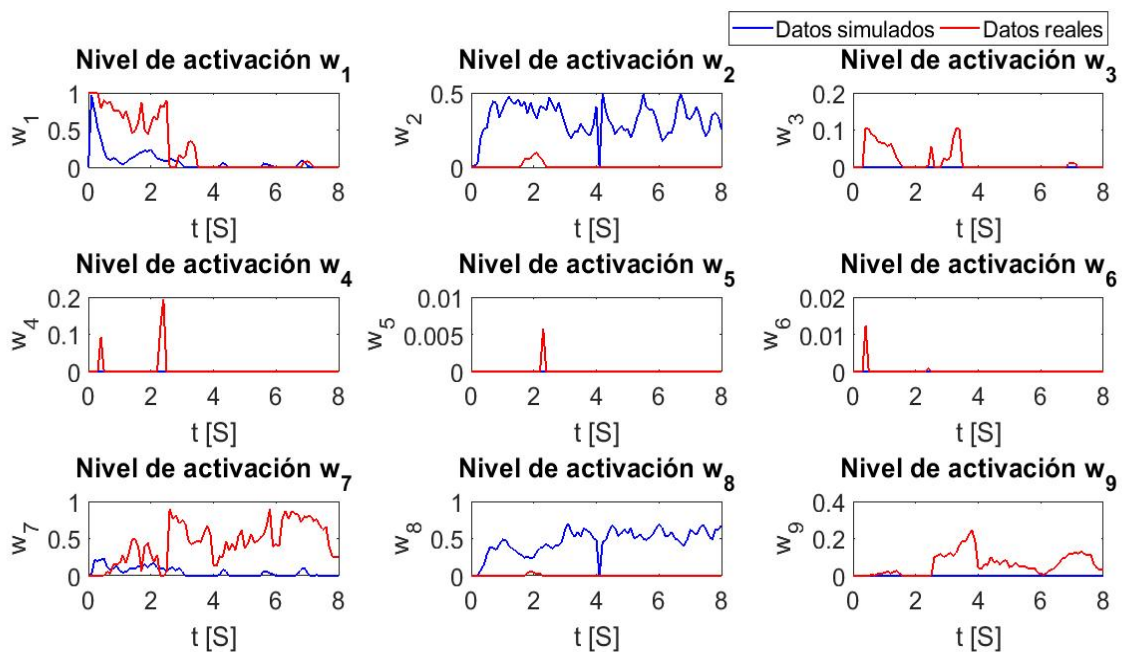 Datos simulados Datos reales
Nivel de activación w1 Nivel de activación w2 Nivel de activación w3
w1 1 0.5 0 0 2 4 6 8 t [S]
w2 0.5 0 0 2 4 6 8 t [S]
w3 0.2 0.1 0 0 2 4 6 8 t [S]
Nivel de activación w4 Nivel de activación w5 Nivel de activación w6
w4 0.2 0.1 0 0 2 4 6 8 t [S]
w5 0.01 0.005 0 0 2 4 6 8 t [S]
w6 0.02 0.01 0 0 2 4 6 8 t [S]
Nivel de activación w7 Nivel de activación w8 Nivel de activación w9
w7 1 0.5 0 0 2 4 6 8 t [S]
w8 1 0.5 0 0 2 4 6 8 t [S]
w9 0.4 0.2 0 0 2 4 6 8 t [S]